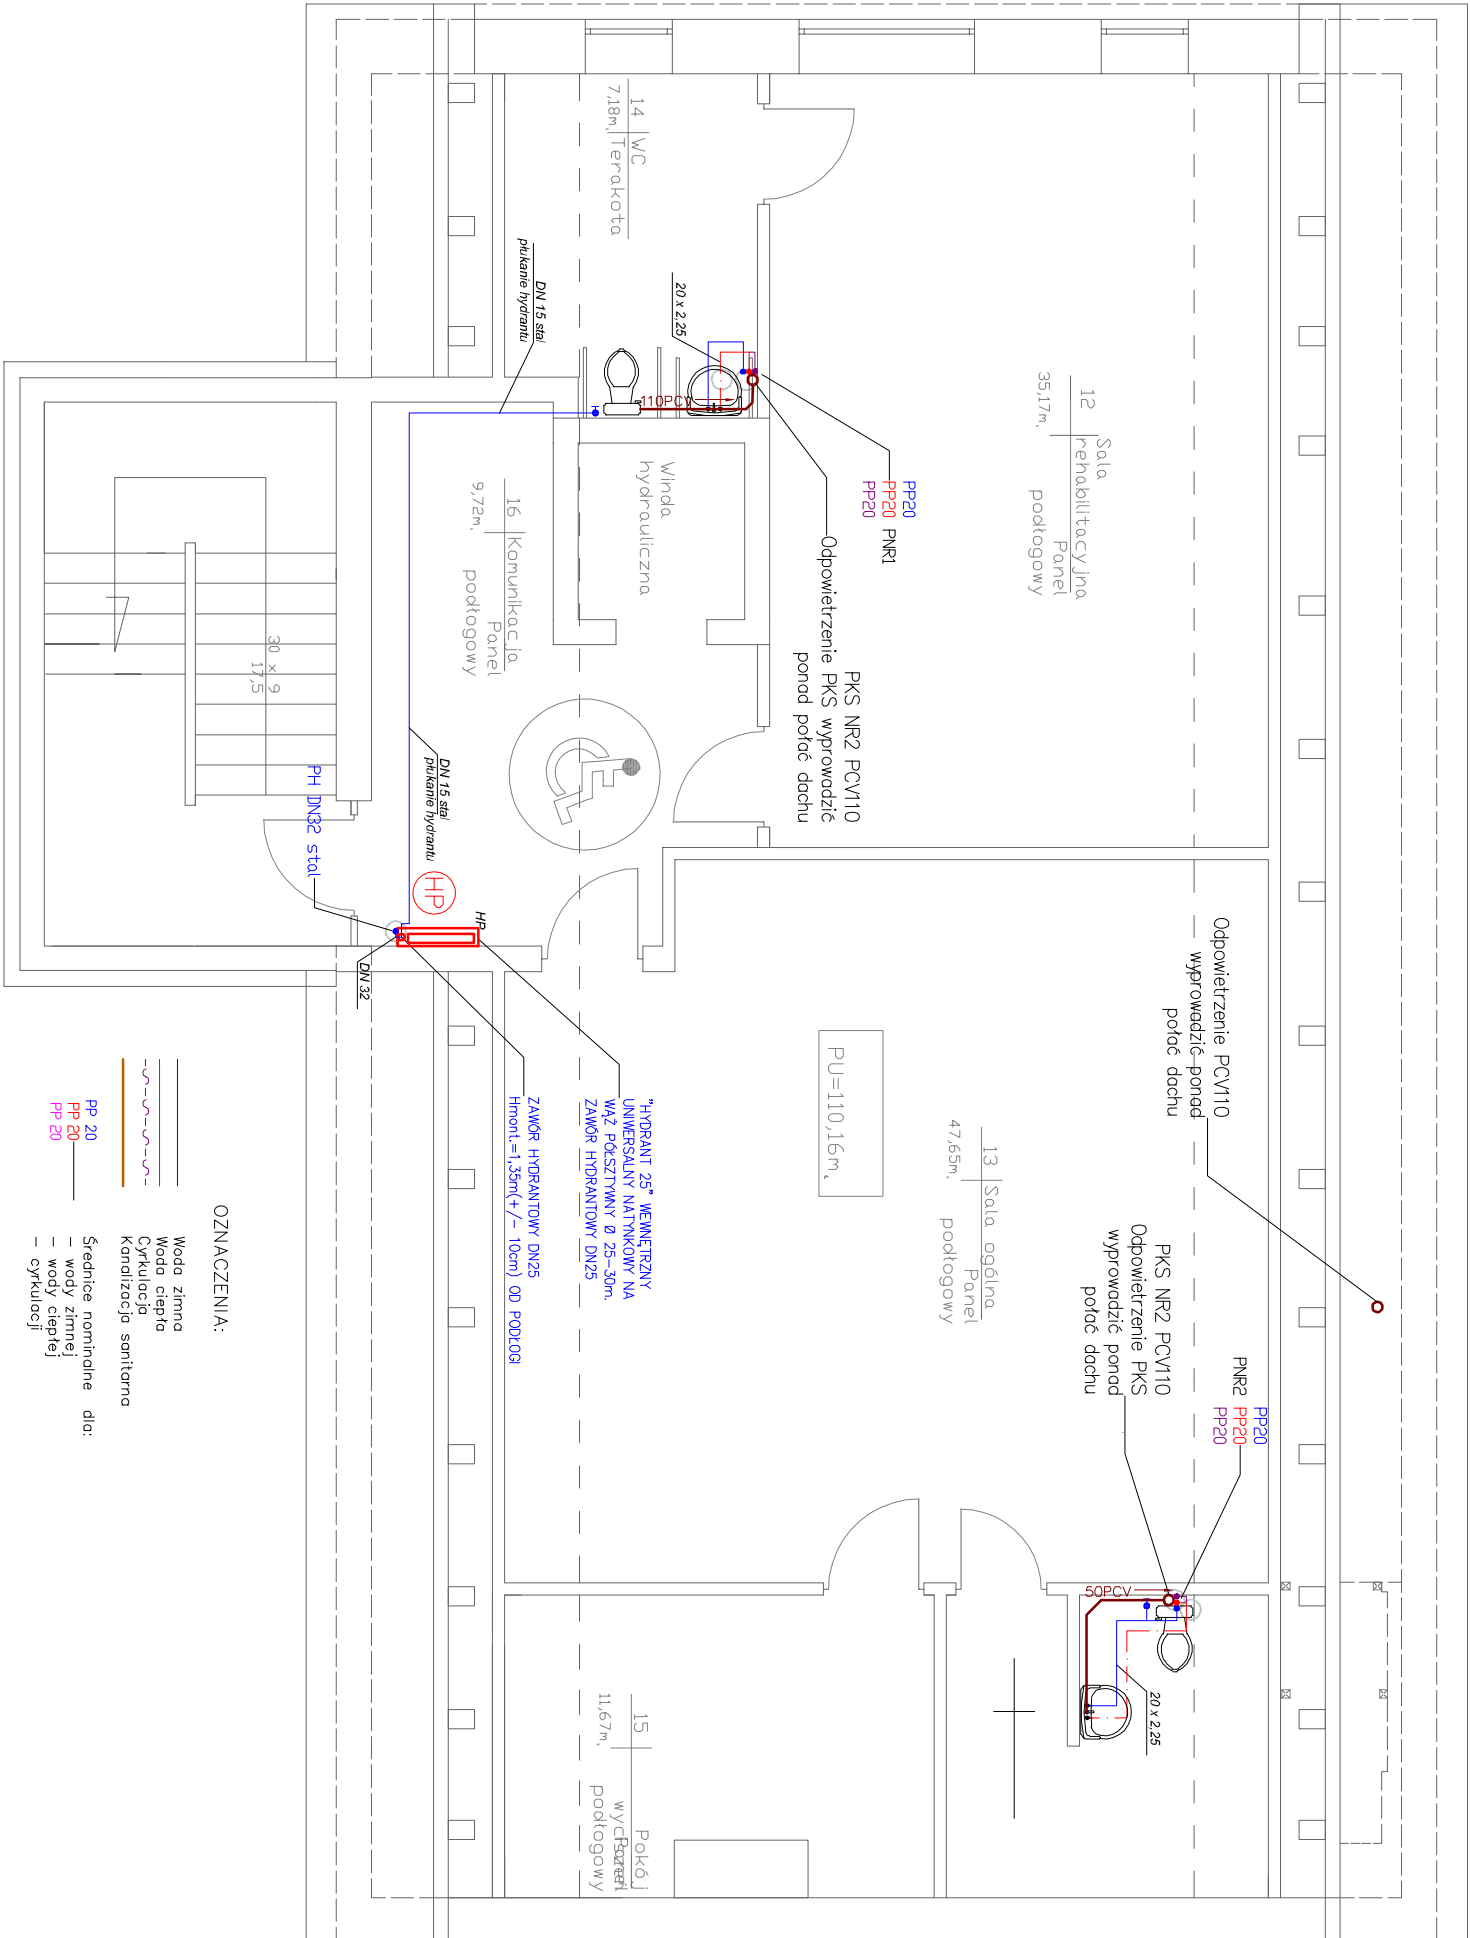 14 WC
7,18m. Terakota
DN 15 stal
płukanie hydrantu
20 x 2,25
110PCV
12 Sala
rehabilitacyjna
35,17m. Panel
podłogowy
PP20
PP20 PNR1
PP20
PKS NR2 PCV110
Odpowietrzenie PKS wyprowadzić
ponad połać dachu
Winda
hydrauliczna
16 Komunikacja
9,72m. Panel
podłogowy
30 x 9
17,5
DN 15 stal
płukanie hydrantu
PH DN32 stal
HP
HP
DN 32
Odpowietrzenie PCV110
wyprowadzić ponad
połać dachu
PU=110,16m.
13 Sala ogólna
47,65m. Panel
podłogowy
"HYDRANT 25" WEWNĘTRZNY
UNIWERSALNY NATYNKOWY NA
WĄŻ PÓŁSZTYWNY Ø 25-30m.
ZAWÓR HYDRANTOWY DN25
ZAWÓR HYDRANTOWY DN25
Hmont.=1,35m(+/- 10cm) OD PODŁOGI
PKS NR2 PCV110
Odpowietrzenie PKS
wyprowadzić ponad
połać dachu
PP20
PNR2 PP20
PP20
50PCV
20 x 2,25
15 Pokój
11,67m.
podłogowy
OZNACZENIA:
Woda zimna
Woda ciepła
Cyrkulacja
Kanalizacja sanitarna
Średnice nominalne dla:
PP 20 - wody zimnej
PP 20 - wody ciepłej
PP 20 - cyrkulacji